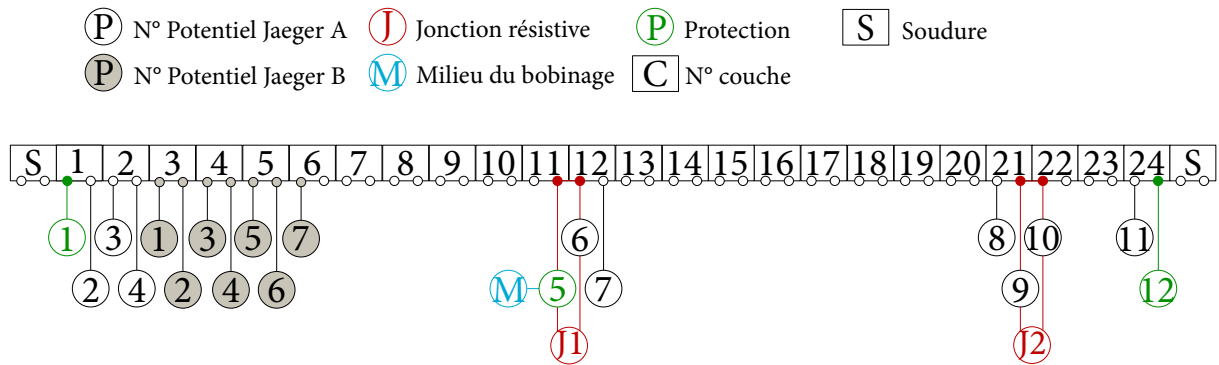 P N° Potentiel Jaeger A J Jonction résistive P Protection S Soudure
P N° Potentiel Jaeger B M Milieu du bobinage C N° couche
S 1 2 3 4 5 6 7 8 9 10 11 12 13 14 15 16 17 18 19 20 21 22 23 24 S
1 3 1 3 5 7 6 8 10 11
2 4 2 4 6 M 5 7 9 12
J1 J2